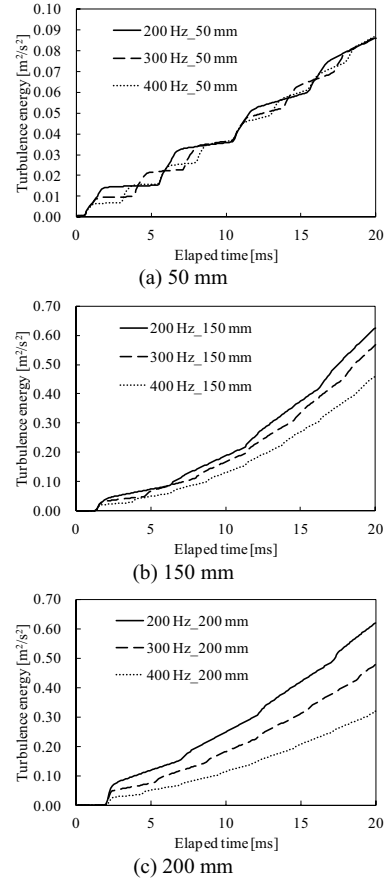 0.10
0.09
0.08
0.07
0.06
0.05
0.04
0.03
0.02
0.01
0.00
Turbulence energy [m²/s²]
200 Hz_50 mm
300 Hz_50 mm
400 Hz_50 mm
0 5 10 15 20
Elaped time [ms]
(a) 50 mm
0.70
0.60
0.50
0.40
0.30
0.20
0.10
0.00
Turbulence energy [m²/s²]
200 Hz_150 mm
300 Hz_150 mm
400 Hz_150 mm
0 5 10 15 20
Elapsed time [ms]
(b) 150 mm
0.70
0.60
0.50
0.40
0.30
0.20
0.10
0.00
Turbulence energy [m²/s²]
200 Hz_200 mm
300 Hz_200 mm
400 Hz_200 mm
0 5 10 15 20
Elapsed time [ms]
(c) 200 mm